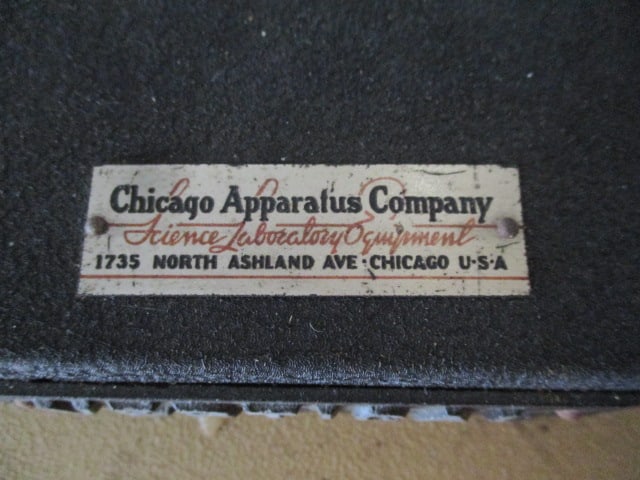 Chicago Apparatus Company
Science Laboratory Equipment
1735 NORTH ASHLAND AVE · CHICAGO U·S·A